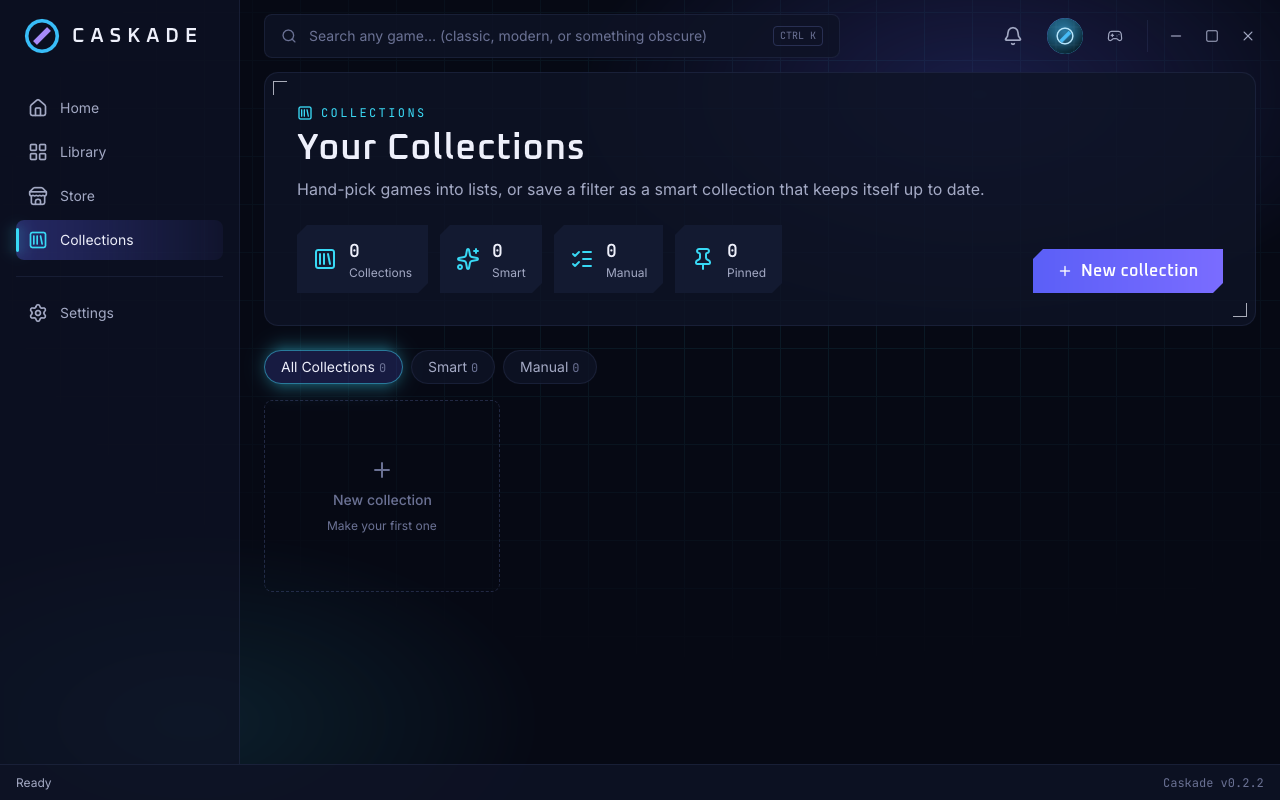 CASKADE
Search any game... (classic, modern, or something obscure)
CTRL K
Home
Library
Store
Collections
Settings
COLLECTIONS
Your Collections
Hand-pick games into lists, or save a filter as a smart collection that keeps itself up to date.
0
Collections
0
Smart
0
Manual
0
Pinned
New collection
All Collections 0
Smart 0
Manual 0
New collection
Make your first one
Ready
Caskade v0.2.2